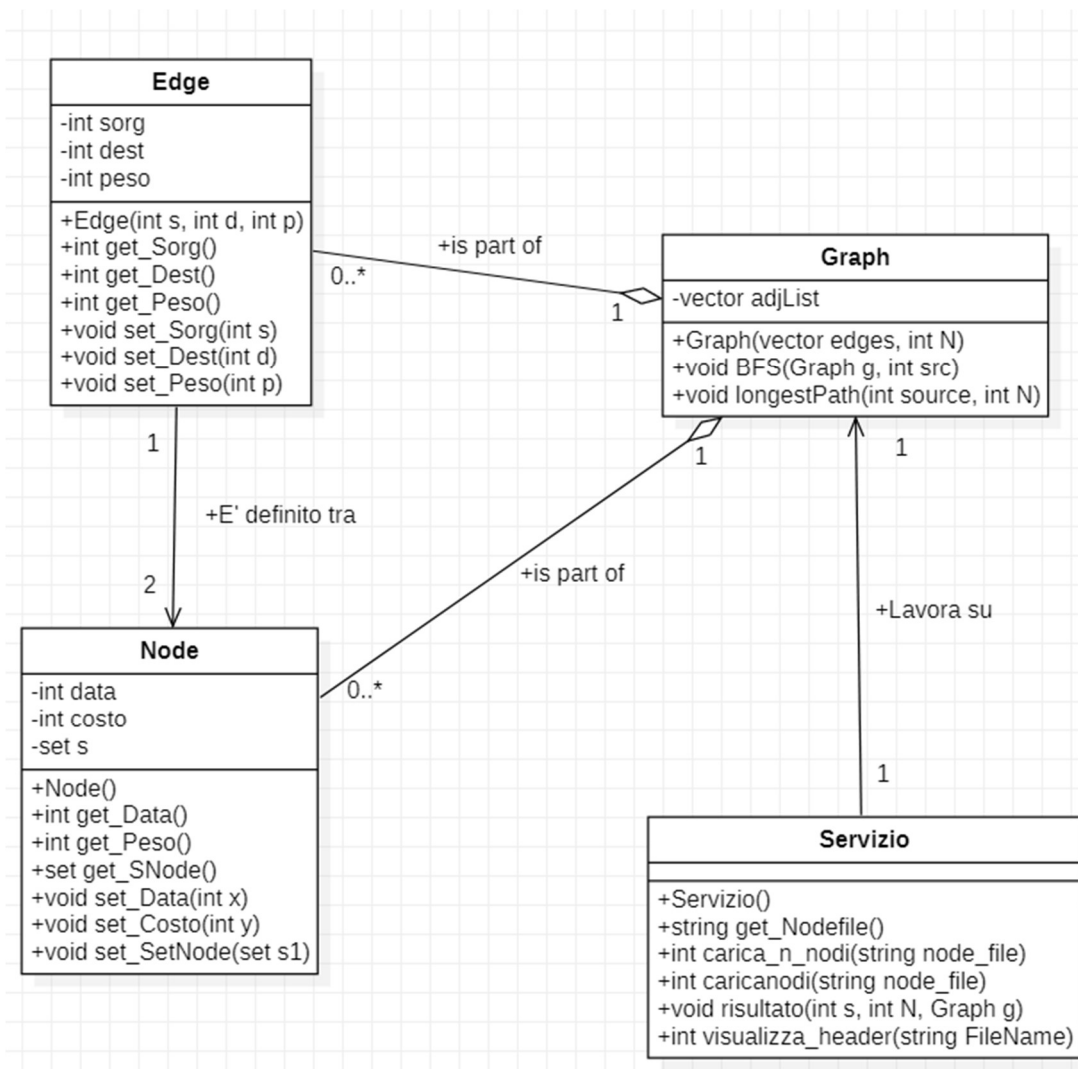 Edge
-int sorg
-int dest
-int peso
+Edge(int s, int d, int p)
+int get_Sorg()
+int get_Dest()
+int get_Peso()
+void set_Sorg(int s)
+void set_Dest(int d)
+void set_Peso(int p)
+is part of
0..*
1
Graph
-vector adjList
+Graph(vector edges, int N)
+void BFS(Graph g, int src)
+void longestPath(int source, int N)
1
+E' definito tra
2
1
+is part of
0..*
1
+Lavora su
1
Node
-int data
-int costo
-set s
+Node()
+int get_Data()
+int get_Peso()
+set get_SNode()
+void set_Data(int x)
+void set_Costo(int y)
+void set_SetNode(set s1)
Servizio
+Servizio()
+string get_Nodefile()
+int carica_n_nodi(string node_file)
+int caricanodi(string node_file)
+void risultato(int s, int N, Graph g)
+int visualizza_header(string FileName)